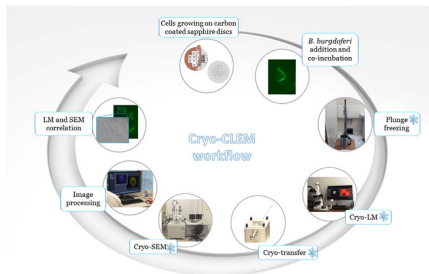 Cells growing on carbon
coated sapphire discs
B. burgdoferi
addition and
co-incubation
Plunge
freezing
Cryo-LM
Cryo-transfer
Cryo-SEM
Image
processing
LM and SEM
correlation
Cryo-CLEM
workflow